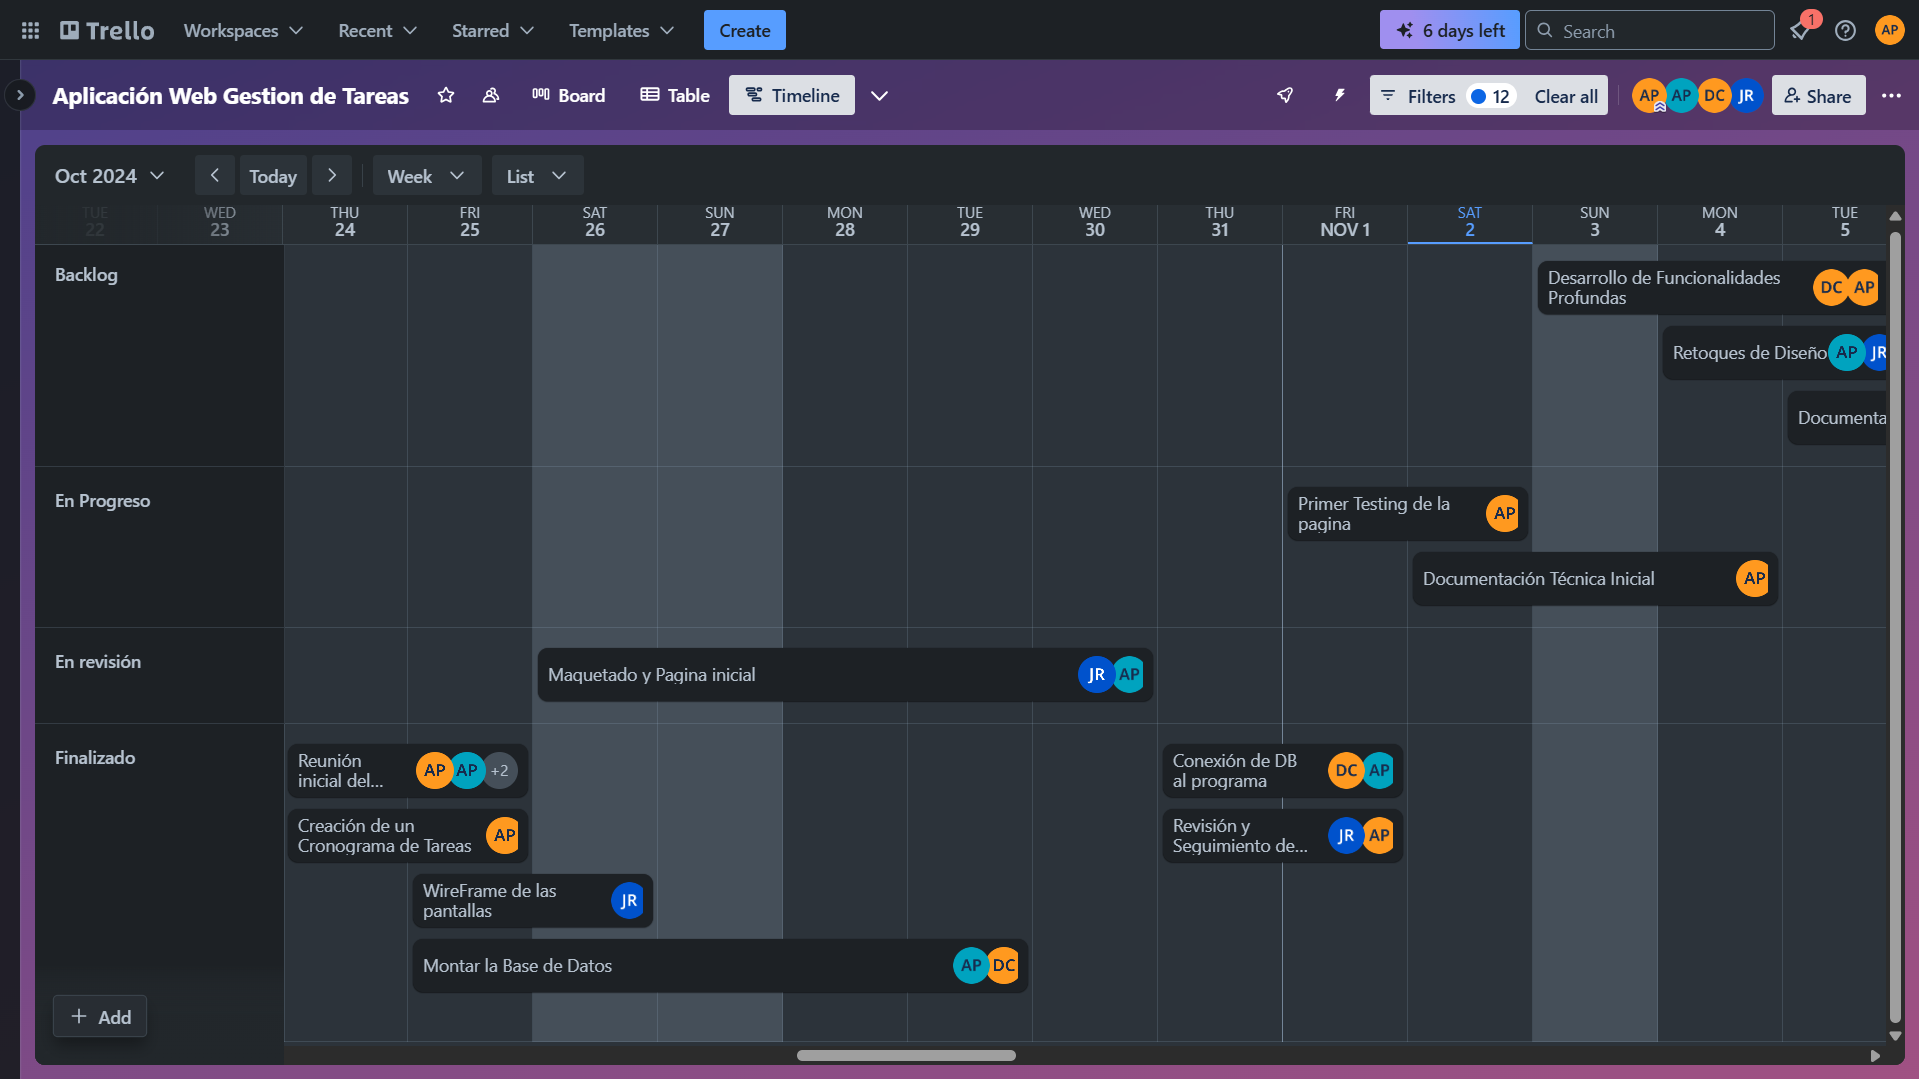 Trello Workspaces Recent Starred Templates Create 6 days left Search 1 AP
Aplicación Web Gestion de Tareas Board Table Timeline Filters 12 Clear all AP AP DC JR Share
Oct 2024 Today Week List
TUE WED THU FRI SAT SUN MON TUE WED THU FRI SAT SUN MON TUE
22 23 24 25 26 27 28 29 30 31 NOV 1 2 3 4 5
Backlog
Desarrollo de Funcionalidades
Profundas
DC AP
Retoques de Diseño AP JR
Documenta
En Progreso
Primer Testing de la
pagina
AP
Documentación Técnica Inicial AP
En revisión
Maquetado y Pagina inicial JR AP
Finalizado
Reunión
inicial del...
AP AP +2
Conexión de DB
al programa
DC AP
Creación de un
Cronograma de Tareas
AP
Revisión y
Seguimiento de...
JR AP
WireFrame de las
pantallas
JR
Montar la Base de Datos AP DC
Add